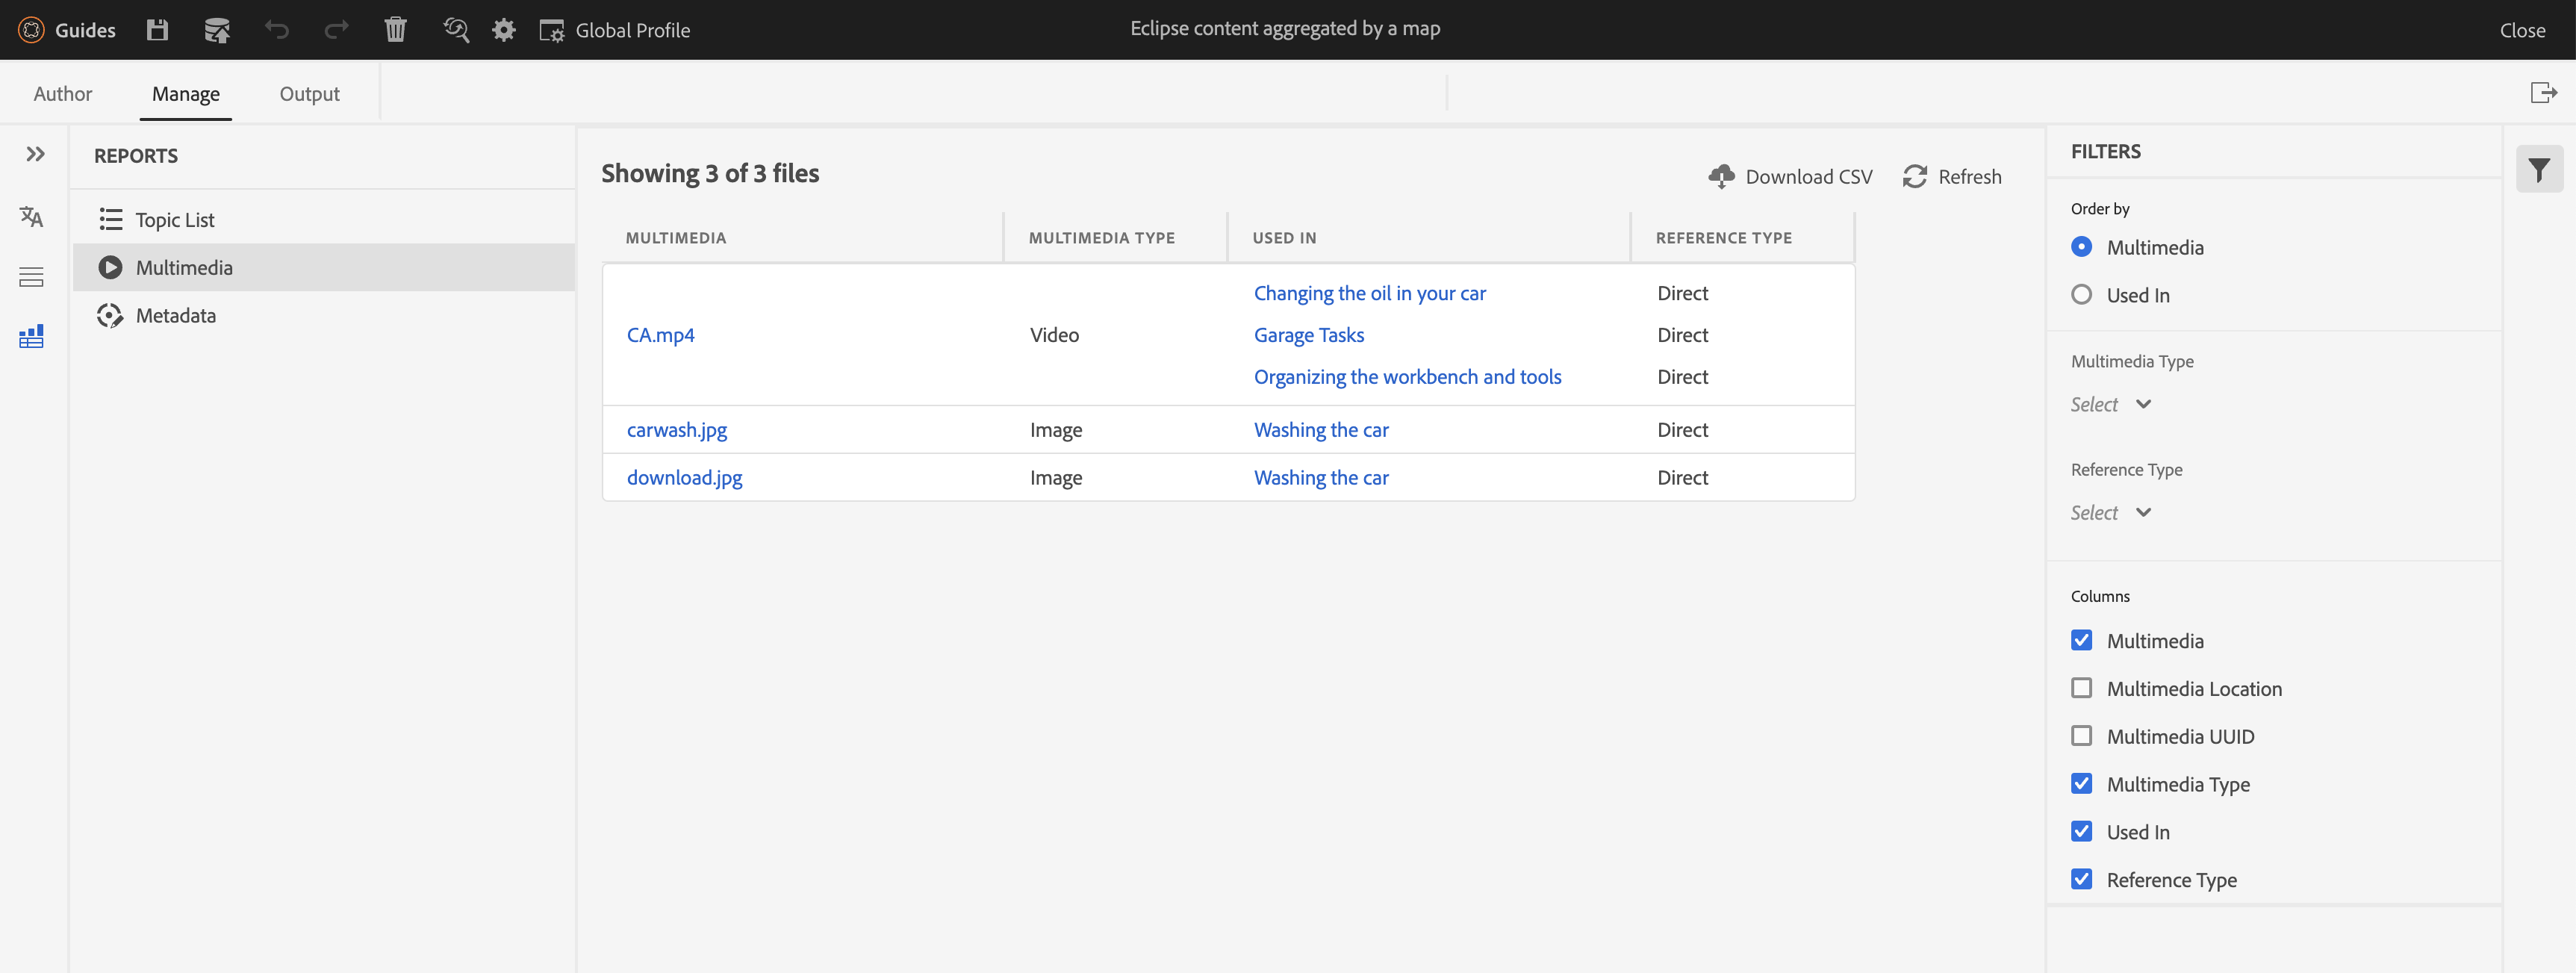 Guides
Global Profile
Eclipse content aggregated by a map
Close
Author
Manage
Output
REPORTS
Topic List
Multimedia
Metadata
Showing 3 of 3 files
Download CSV
Refresh
MULTIMEDIA MULTIMEDIA TYPE USED IN REFERENCE TYPE
Changing the oil in your car Direct
CA.mp4 Video Garage Tasks Direct
Organizing the workbench and tools Direct
carwash.jpg Image Washing the car Direct
download.jpg Image Washing the car Direct
FILTERS
Order by
Multimedia
Used In
Multimedia Type
Select
Reference Type
Select
Columns
Multimedia
Multimedia Location
Multimedia UUID
Multimedia Type
Used In
Reference Type